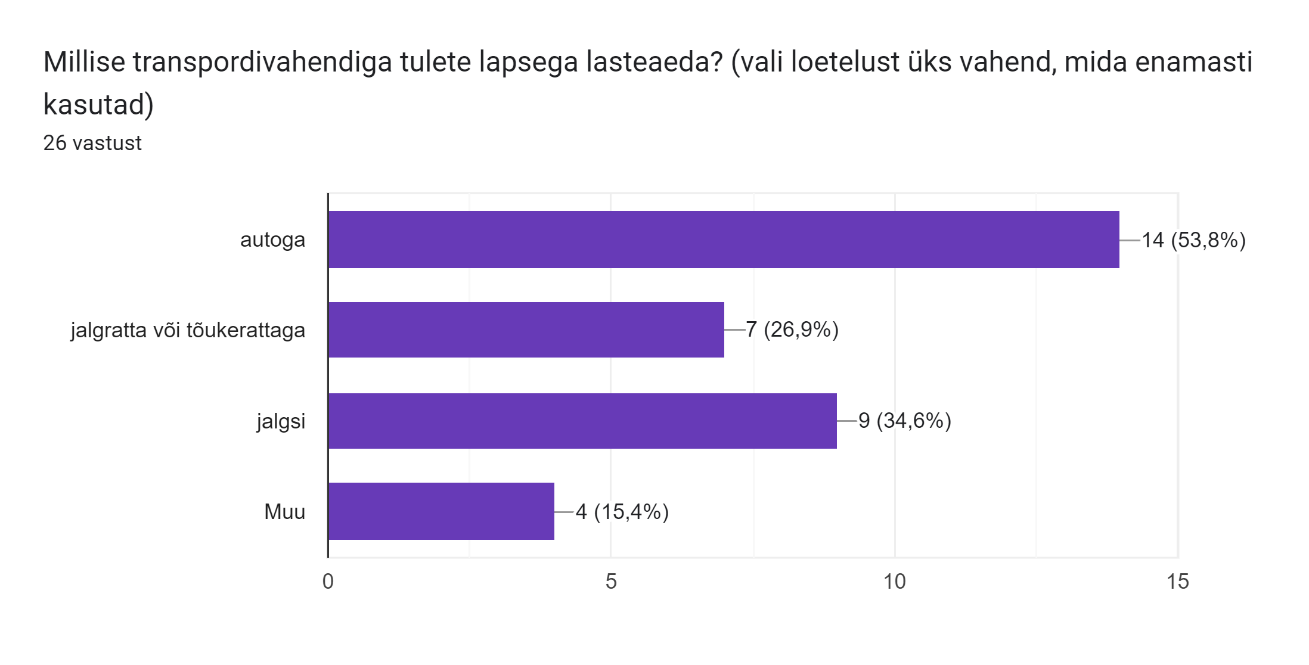 Millise transpordivahendiga tulete lapsega lasteaeda? (vali loetelust üks vahend, mida enamasti
kasutad)
26 vastust
autoga
14 (53,8%)
jalgratta või tõukerattaga
7 (26,9%)
jalgsi
9 (34,6%)
Muu
4 (15,4%)
0 5 10 15